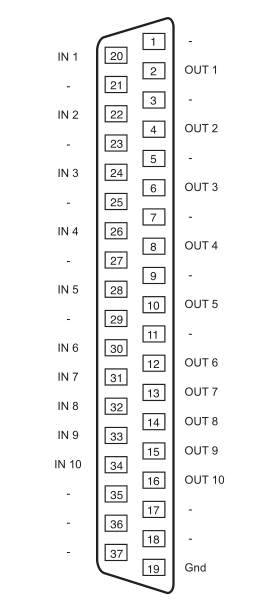 1 -
IN 1 20
2 OUT 1
- 21
3 -
IN 2 22
4 OUT 2
- 23
5 -
IN 3 24
6 OUT 3
- 25
7 -
IN 4 26
8 OUT 4
- 27
9 -
IN 5 28
10 OUT 5
- 29
11 -
IN 6 30
12 OUT 6
IN 7 31
13 OUT 7
IN 8 32
14 OUT 8
IN 9 33
15 OUT 9
IN 10 34
16 OUT 10
- 35
17 -
- 36
18 -
- 37
19 Gnd